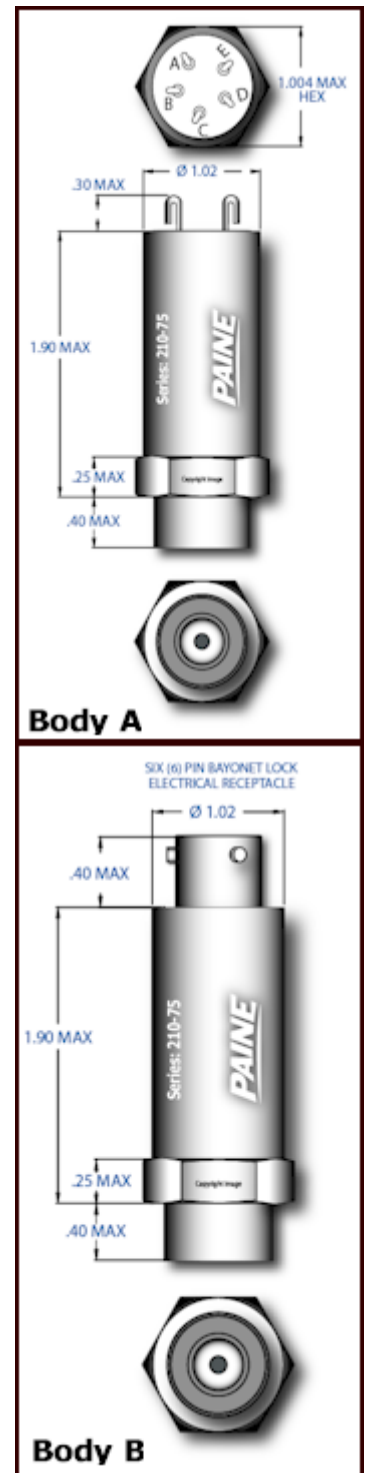 A
E
B
D
C
1.004 MAX
HEX
Ø 1.02
.30 MAX
1.90 MAX
Series: 210-75
PAINE
.25 MAX
Copyright Image
.40 MAX
Body A
SIX (6) PIN BAYONET LOCK
ELECTRICAL RECEPTACLE
Ø 1.02
.40 MAX
1.90 MAX
Series: 210-75
PAINE
.25 MAX
Copyright Image
.40 MAX
Body B